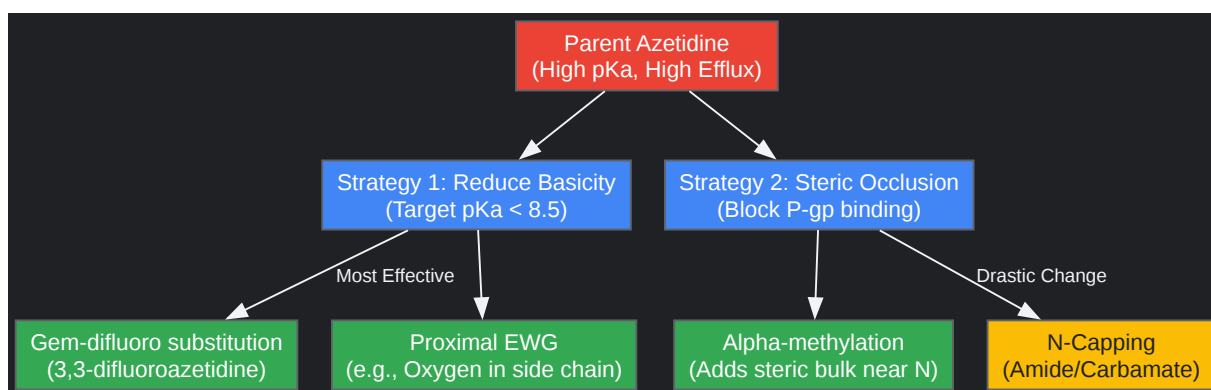 Parent Azetidine
(High pKa, High Efflux)
Strategy 1: Reduce Basicity
(Target pKa < 8.5)
Strategy 2: Steric Occlusion
(Block P-gp binding)
Most Effective
Drastic Change
Gem-difluoro substitution
(3,3-difluoroazetidine)
Proximal EWG
(e.g., Oxygen in side chain)
Alpha-methylation
(Adds steric bulk near N)
N-Capping
(Amide/Carbamate)